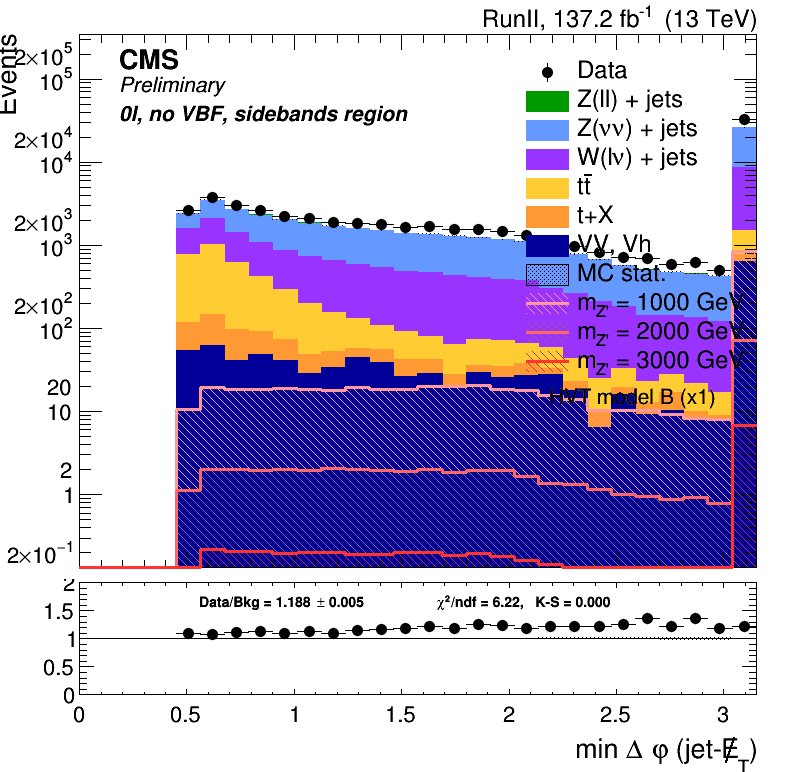 RunII, 137.2 fb⁻¹ (13 TeV)
Events
CMS
Preliminary
0l, no VBF, sidebands region
Data
Z(ll) + jets
Z(νν) + jets
W(lν) + jets
tt̄
t+X
VV, Vh
MC stat.
m_Z' = 1000 GeV
m_Z' = 2000 GeV
m_Z' = 3000 GeV
HVT model B (x1)
2×10⁵
10⁵
2×10⁴
10⁴
2×10³
10³
2×10²
10²
20
10
2
1
2×10⁻¹
Data/Bkg = 1.188 ± 0.005 χ²/ndf = 6.22, K-S = 0.000
2
1.5
1
0.5
0
0 0.5 1 1.5 2 2.5 3
min Δ φ (jet-E̸_T)